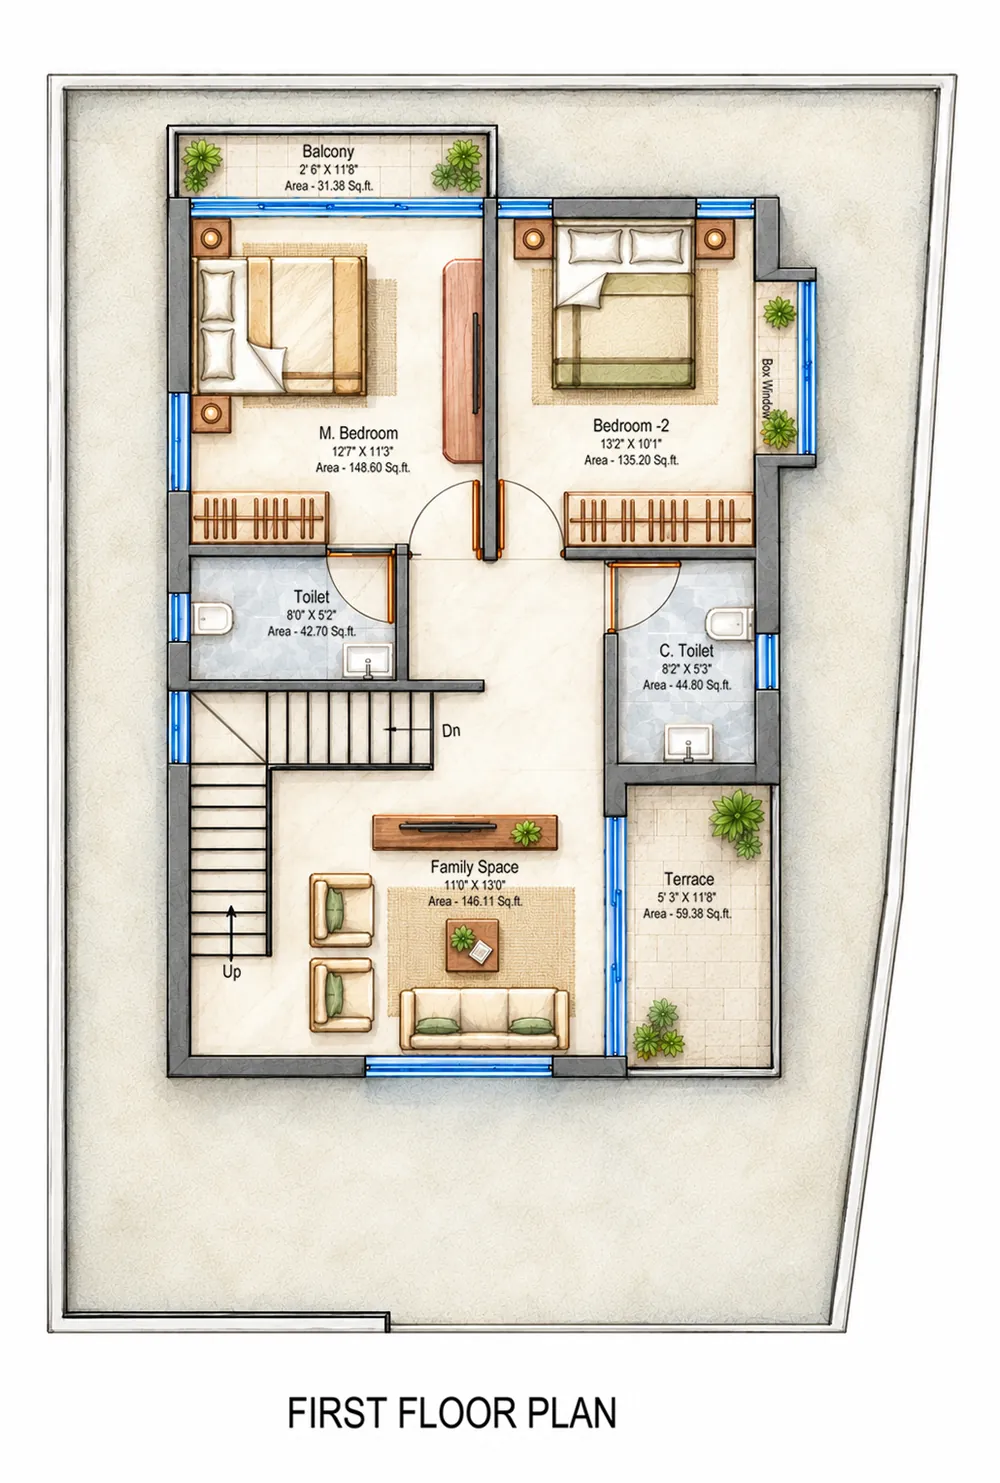 Balcony
2' 6" X 11'8"
Area - 31.38 Sq.ft.
M. Bedroom
12'7" X 11'3"
Area - 148.60 Sq.ft.
Bedroom -2
13'2" X 10'1"
Area - 135.20 Sq.ft.
Box Window
Toilet
8'0" X 5'2"
Area - 42.70 Sq.ft.
C. Toilet
8'2" X 5'3"
Area - 44.80 Sq.ft.
Dn
Family Space
11'0" X 13'0"
Area - 146.11 Sq.ft.
Terrace
5' 3" X 11'8"
Area - 59.38 Sq.ft.
Up
FIRST FLOOR PLAN